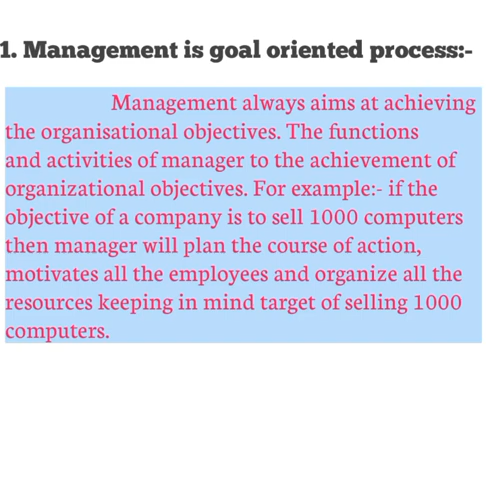 1. Management is goal oriented process:-
Management always aims at achieving
the organisational objectives. The functions
and activities of manager to the achievement of
organizational objectives. For example:- if the
objective of a company is to sell 1000 computers
then manager will plan the course of action,
motivates all the employees and organize all the
resources keeping in mind target of selling 1000
computers.